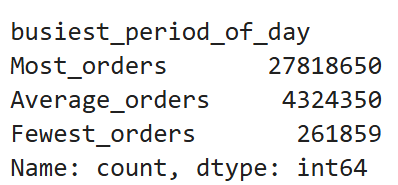 busiest_period_of_day
Most_orders 27818650
Average_orders 4324350
Fewest_orders 261859
Name: count, dtype: int64